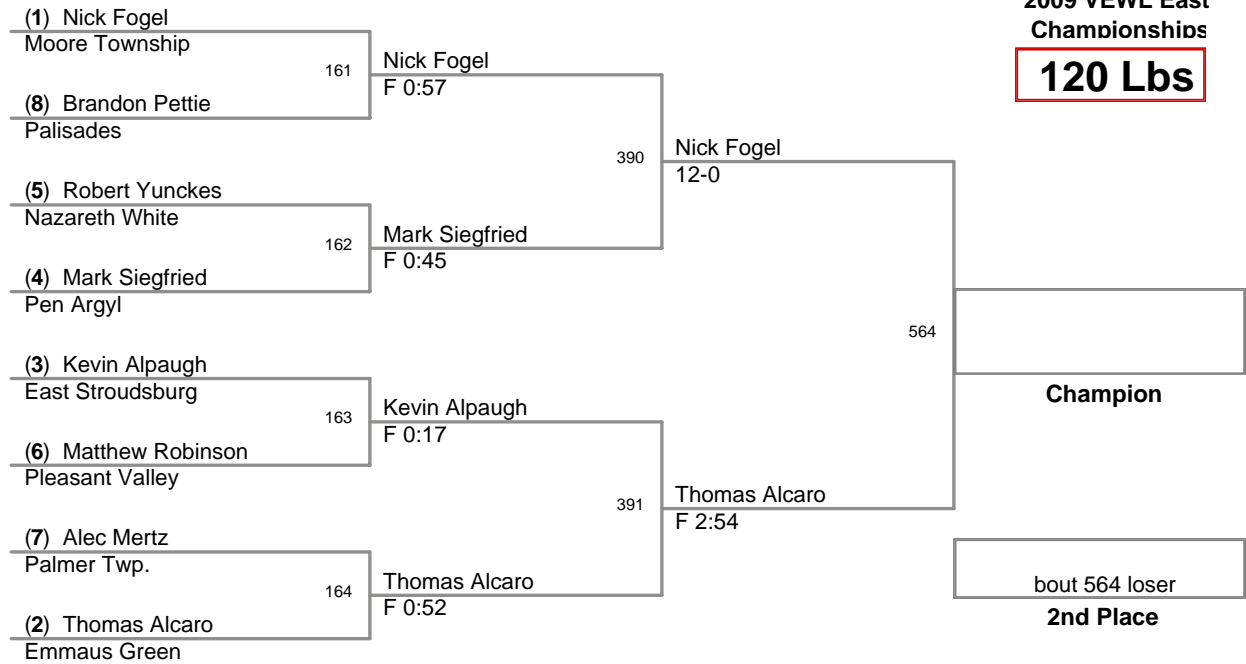 2009 VEWL East
Championships
120 Lbs
(1) Nick Fogel
Moore Township
161
(8) Brandon Pettie
Palisades
Nick Fogel
F 0:57
(5) Robert Yunckes
Nazareth White
162
(4) Mark Siegfried
Pen Argyl
Mark Siegfried
F 0:45
390
Nick Fogel
12-0
(3) Kevin Alpaugh
East Stroudsburg
163
(6) Matthew Robinson
Pleasant Valley
Kevin Alpaugh
F 0:17
(7) Alec Mertz
Palmer Twp.
164
(2) Thomas Alcaro
Emmaus Green
Thomas Alcaro
F 0:52
391
Thomas Alcaro
F 2:54
564
Champion
bout 564 loser
2nd Place